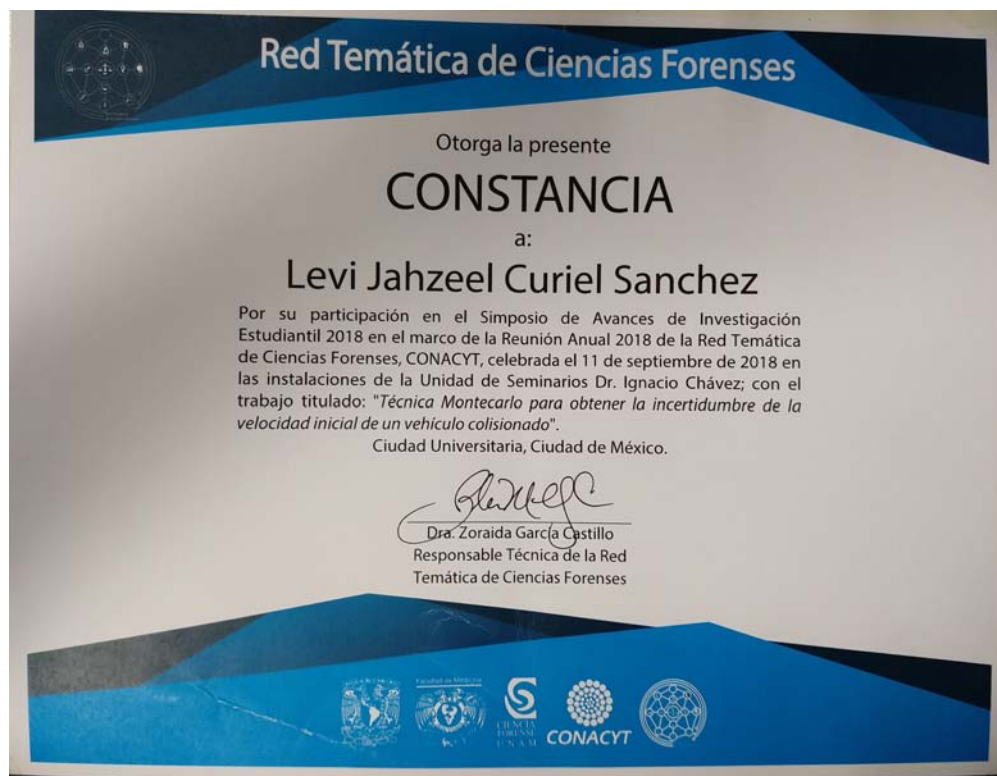 Red Temática de Ciencias Forenses
Otorga la presente
CONSTANCIA
a:
Levi Jahzeel Curiel Sanchez
Por su participación en el Simposio de Avances de Investigación
Estudiantil 2018 en el marco de la Reunión Anual 2018 de la Red Temática
de Ciencias Forenses, CONACYT, celebrada el 11 de septiembre de 2018 en
las instalaciones de la Unidad de Seminarios Dr. Ignacio Chávez; con el
trabajo titulado: "Técnica Montecarlo para obtener la incertidumbre de la
velocidad inicial de un vehículo colisionado".
Ciudad Universitaria, Ciudad de México.
Dra. Zoraida García Castillo
Responsable Técnica de la Red
Temática de Ciencias Forenses
Facultad de Medicina
CIENCIA
FORENSE
U N A M
CONACYT